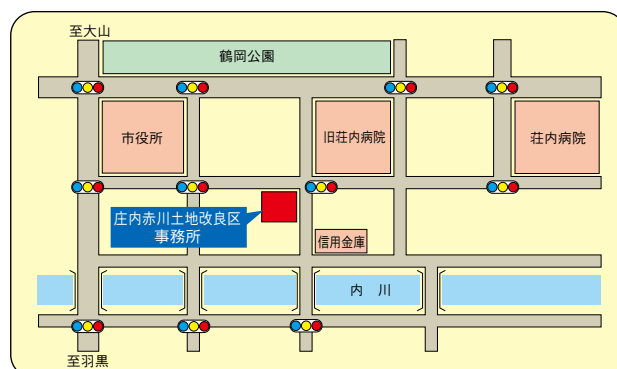 至大山
鶴岡公園
市役所
旧荘内病院
荘内病院
庄内赤川土地改良区
事務所
信用金庫
内 川
至羽黒